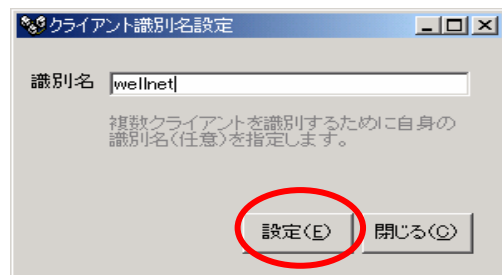 クライアント識別名設定
識別名 wellnet
複数クライアントを識別するために自身の
識別名(任意)を指定します。
設定(E) 閉じる(C)